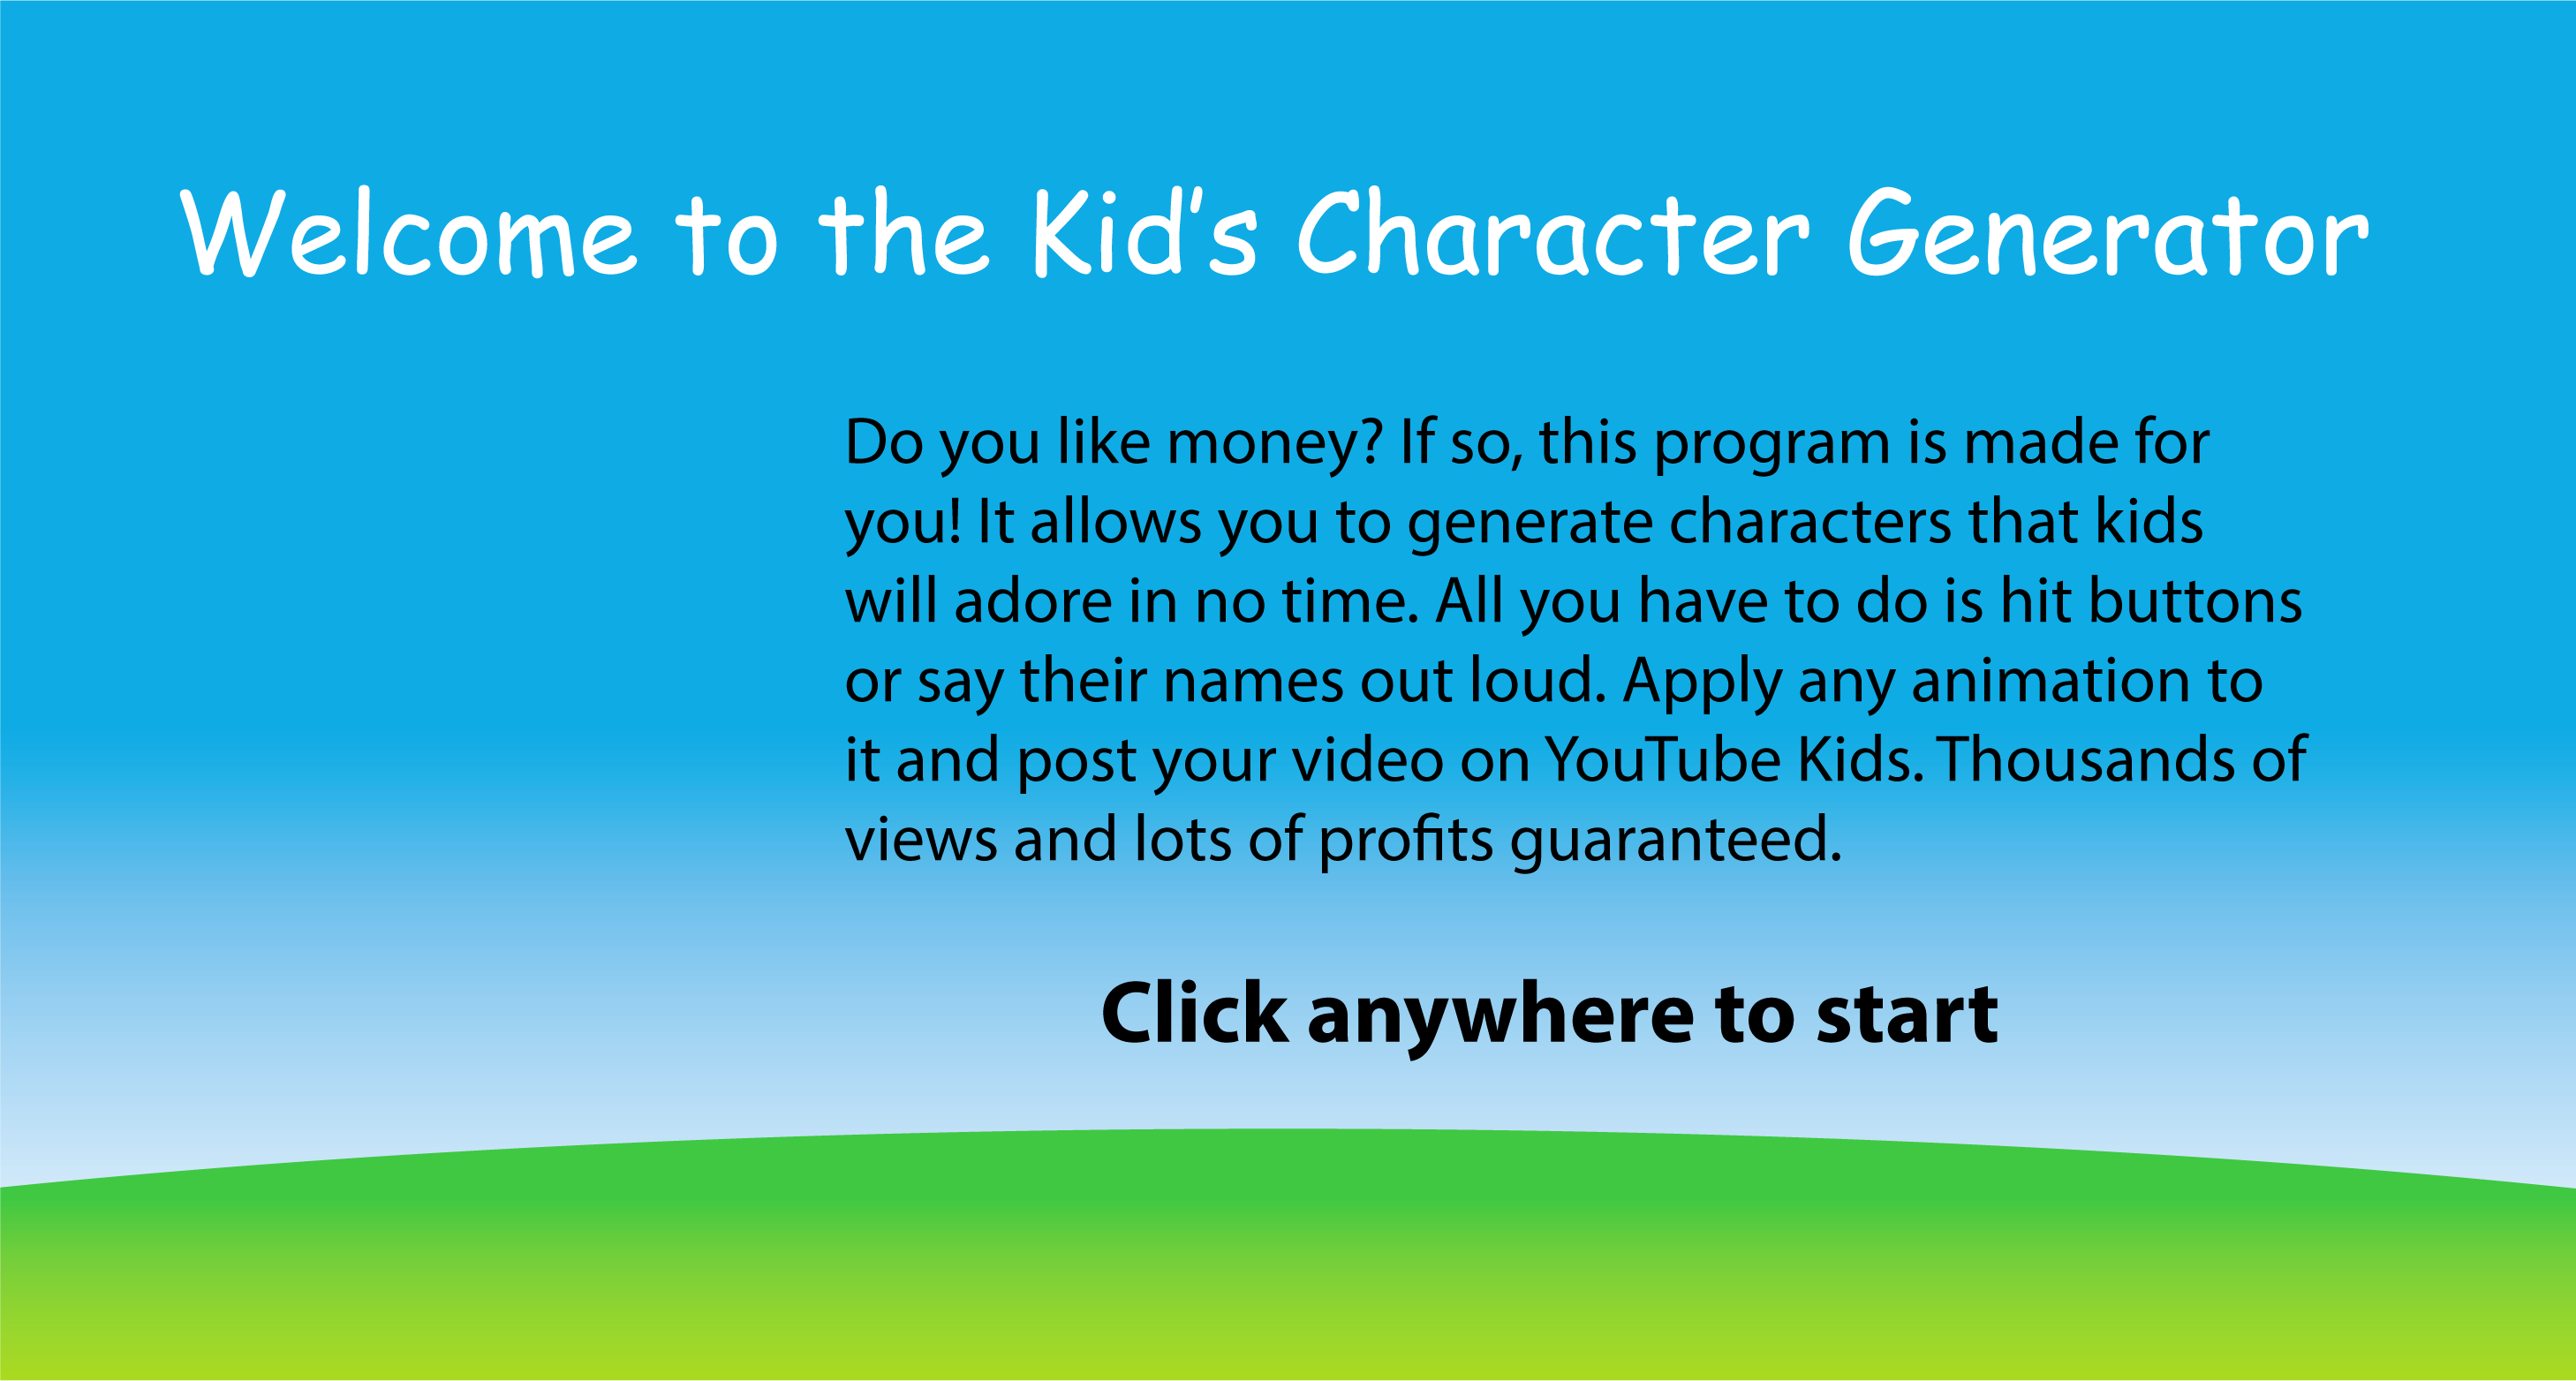 Welcome to the Kid’s Character Generator
Do you like money? If so, this program is made for
you! It allows you to generate characters that kids
will adore in no time. All you have to do is hit buttons
or say their names out loud. Apply any animation to
it and post your video on YouTube Kids. Thousands of
views and lots of profits guaranteed.
Click anywhere to start